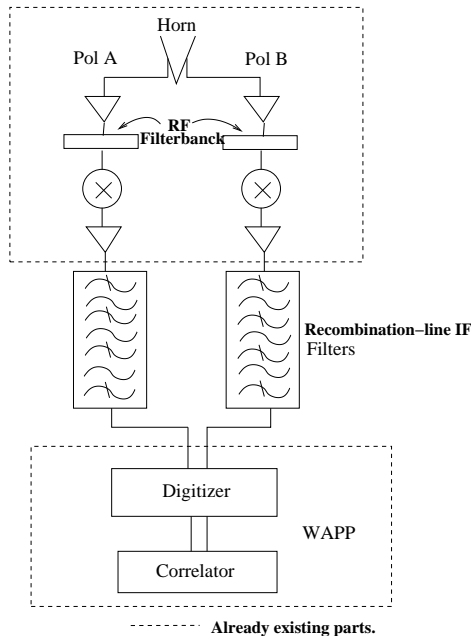 Horn
Pol A
Pol B
RF
Filterbanck
Recombination-line IF
Filters
Digitizer
WAPP
Correlator
Already existing parts.